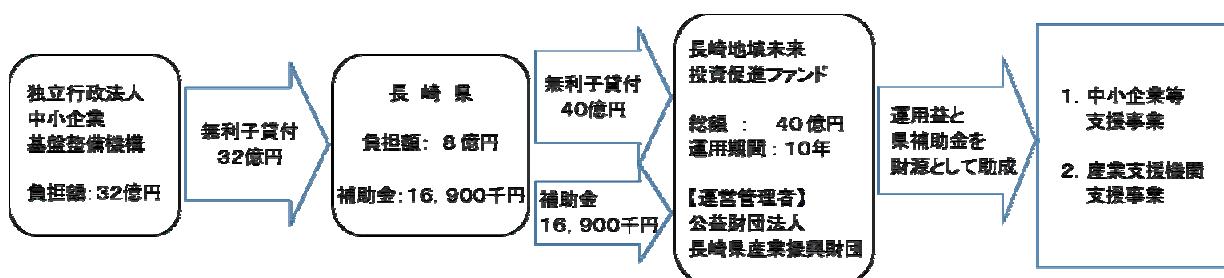 独立行政法人
中小企業
基盤整備機構
負担額:32億円
無利子貸付
32億円
長 崎 県
負担額: 8億円
補助金:16, 900千円
無利子貸付
40億円
補助金
16, 900千円
長崎地域未来
投資促進ファンド
総額 : 40億円
運用期間:10年
【運営管理者】
公益財団法人
長崎県産業振興財団
運用益と
県補助金を
財源として助成
1. 中小企業等
支援事業
2. 産業支援機関
支援事業